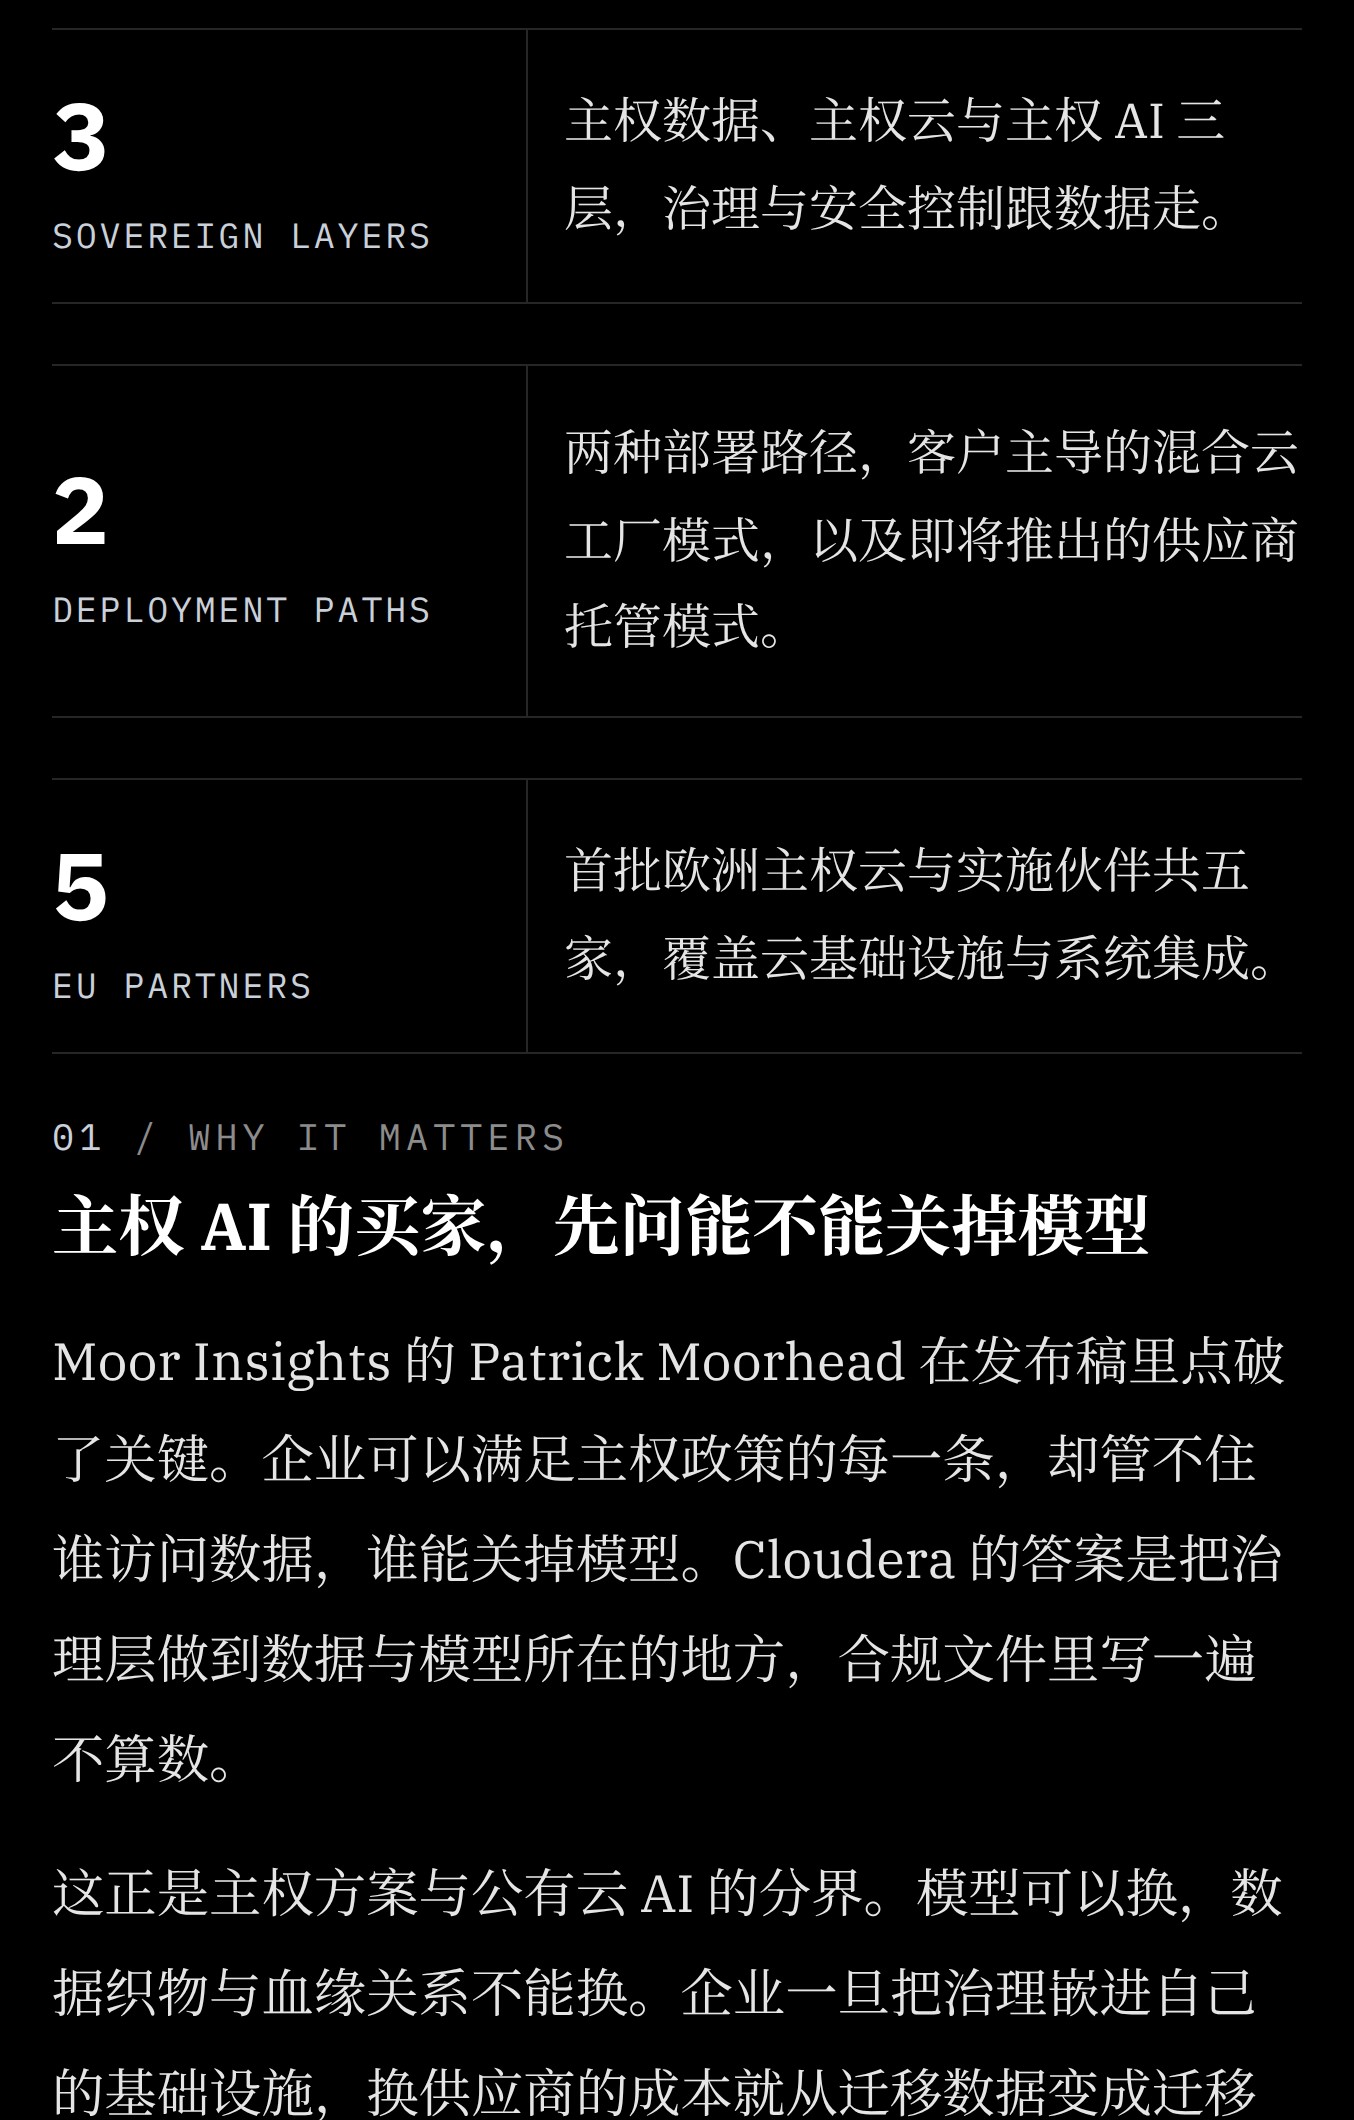 3
SOVEREIGN LAYERS
主权数据、主权云与主权 AI 三
层，治理与安全控制跟数据走。
2
DEPLOYMENT PATHS
两种部署路径，客户主导的混合云
工厂模式，以及即将推出的供应商
托管模式。
5
EU PARTNERS
首批欧洲主权云与实施伙伴共五
家，覆盖云基础设施与系统集成。
01 / WHY IT MATTERS
主权 AI 的买家，先问能不能关掉模型
Moor Insights 的 Patrick Moorhead 在发布稿里点破
了关键。企业可以满足主权政策的每一条，却管不住
谁访问数据，谁能关掉模型。Cloudera 的答案是把治
理层做到数据与模型所在的地方，合规文件里写一遍
不算数。
这正是主权方案与公有云 AI 的分界。模型可以换，数
据织物与血缘关系不能换。企业一旦把治理嵌进自己
的基础设施，换供应商的成本就从迁移数据变成迁移